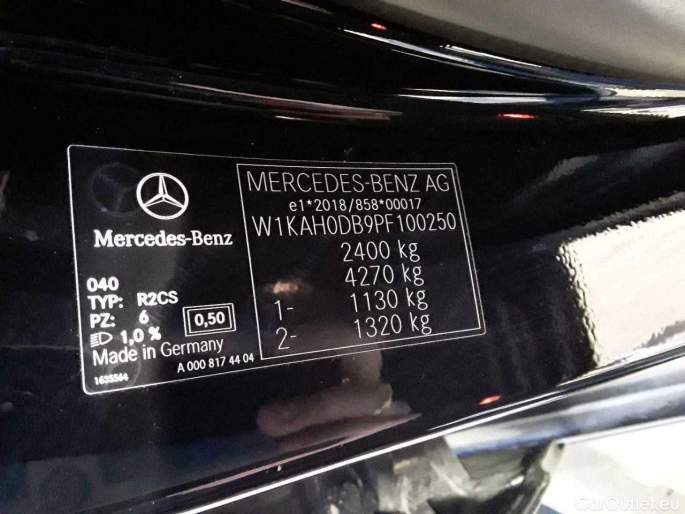 Mercedes-Benz
040
TYP: R2CS
PZ: 6
1,0 %
0,50
Made in Germany
1635566
A 000 817 44 04
MERCEDES-BENZ AG
e1*2018/858*00017
W1KAH0DB9PF100250
2400 kg
4270 kg
1- 1130 kg
2- 1320 kg
CarOutlet.eu